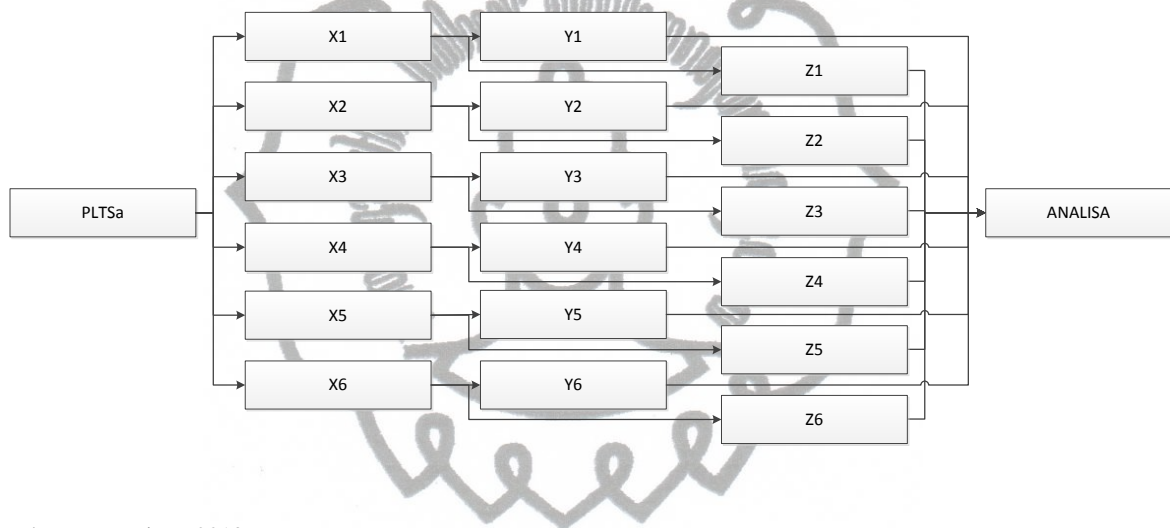 X1 Y1
Z1
X2 Y2
Z2
X3 Y3
Z3
PLTSa ANALISA
X4 Y4
Z4
X5 Y5
Z5
X6 Y6
Z6